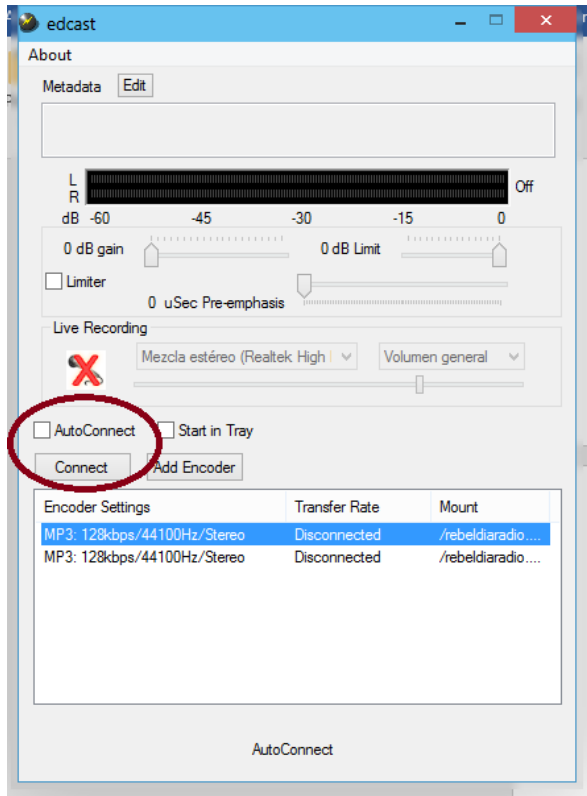 edcast
About
Metadata Edit
L
R
Off
dB -60 -45 -30 -15 0
0 dB gain 0 dB Limit
Limiter
0 uSec Pre-emphasis
Live Recording
Mezcla estéreo (Realtek High Volumen general
AutoConnect Start in Tray
Connect Add Encoder
Encoder Settings Transfer Rate Mount
MP3: 128kbps/44100Hz/Stereo Disconnected /rebeldiaradio....
MP3: 128kbps/44100Hz/Stereo Disconnected /rebeldiaradio....
AutoConnect